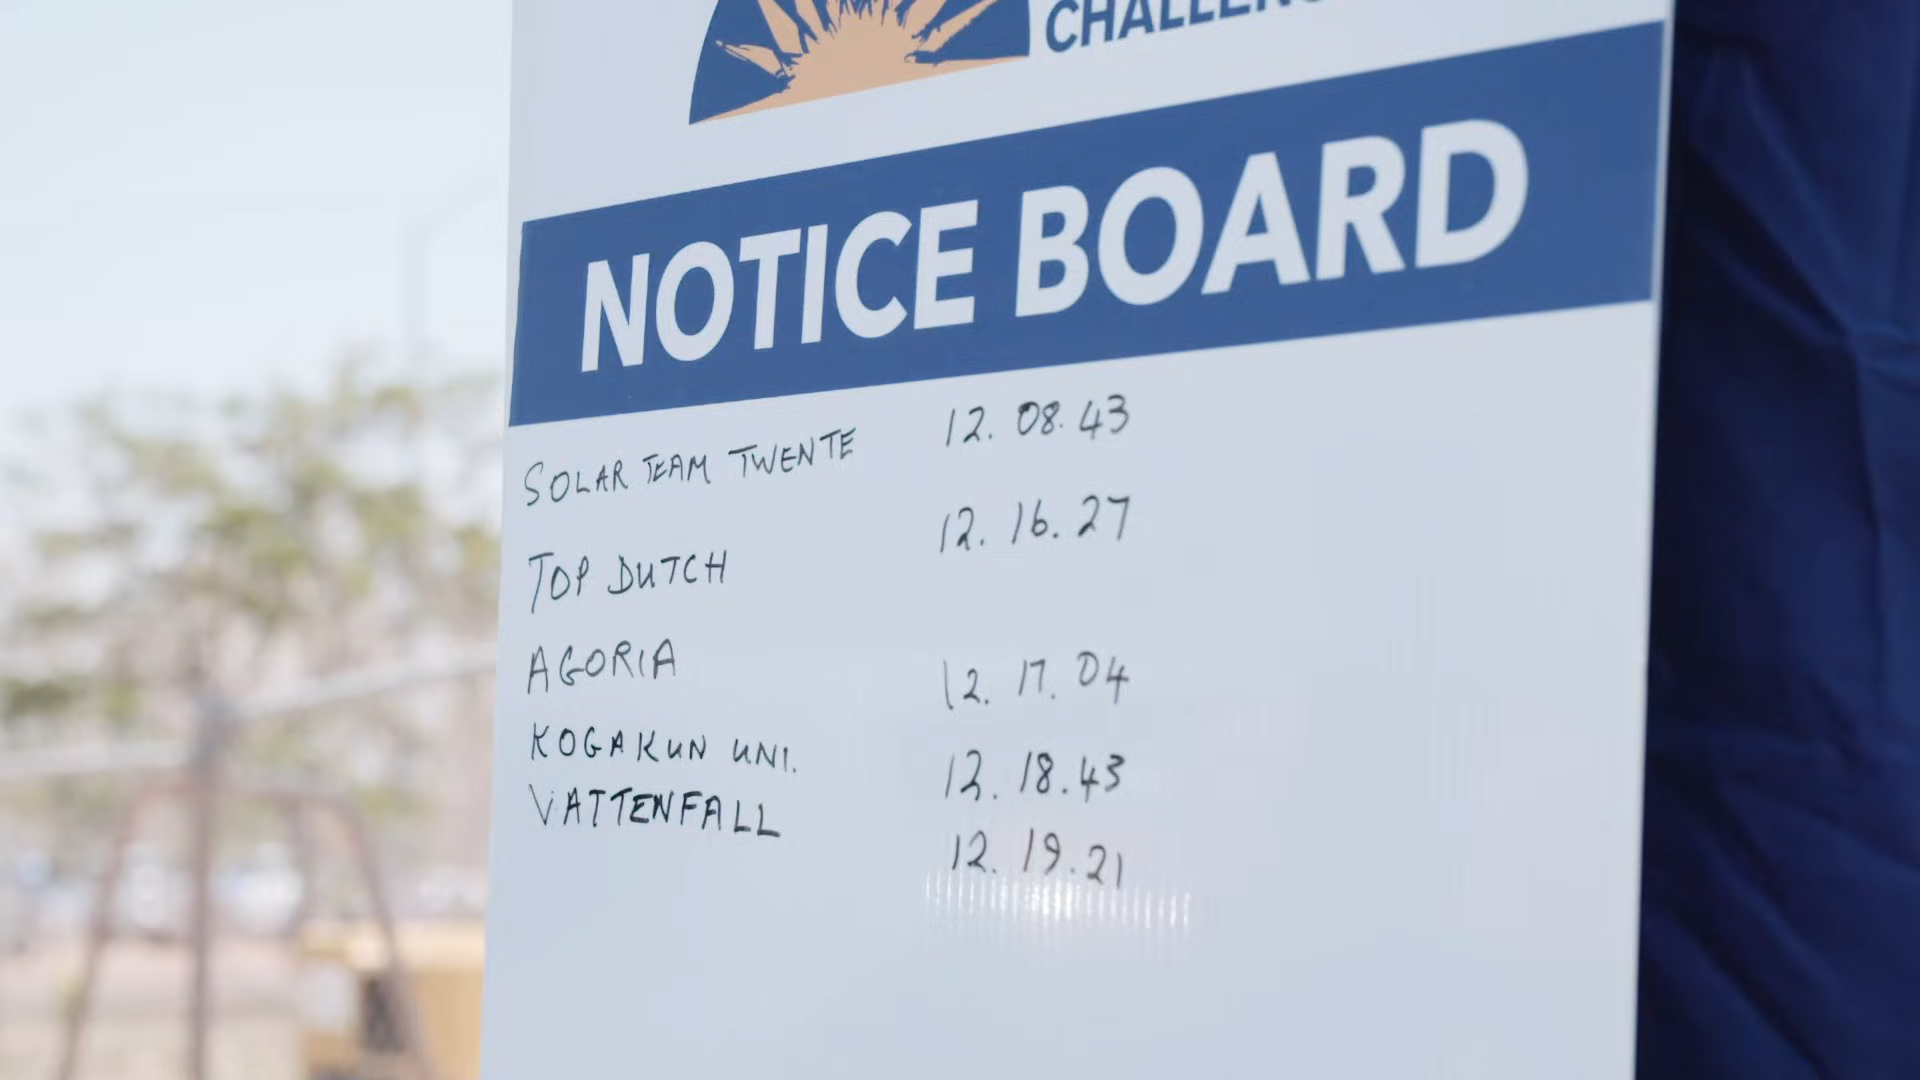 CHALLEN
NOTICE BOARD
SOLAR TEAM TWENTE 12. 08. 43
TOP DUTCH 12. 16. 27
AGORIA 12. 17. 04
KOGAKUN UNI. 12. 18. 43
VATTENFALL 12. 19. 21